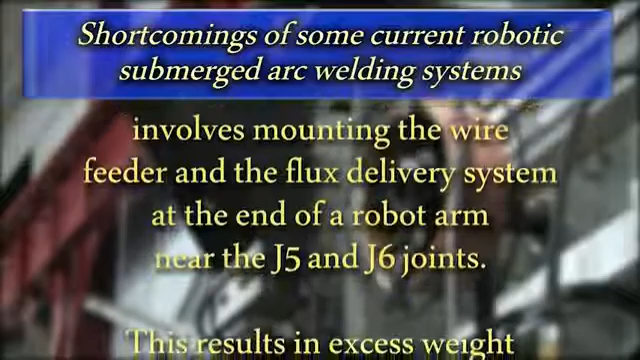 Shortcomings of some current robotic
submerged arc welding systems
involves mounting the wire
feeder and the flux delivery system
at the end of a robot arm
near the J5 and J6 joints.
This results in excess weight